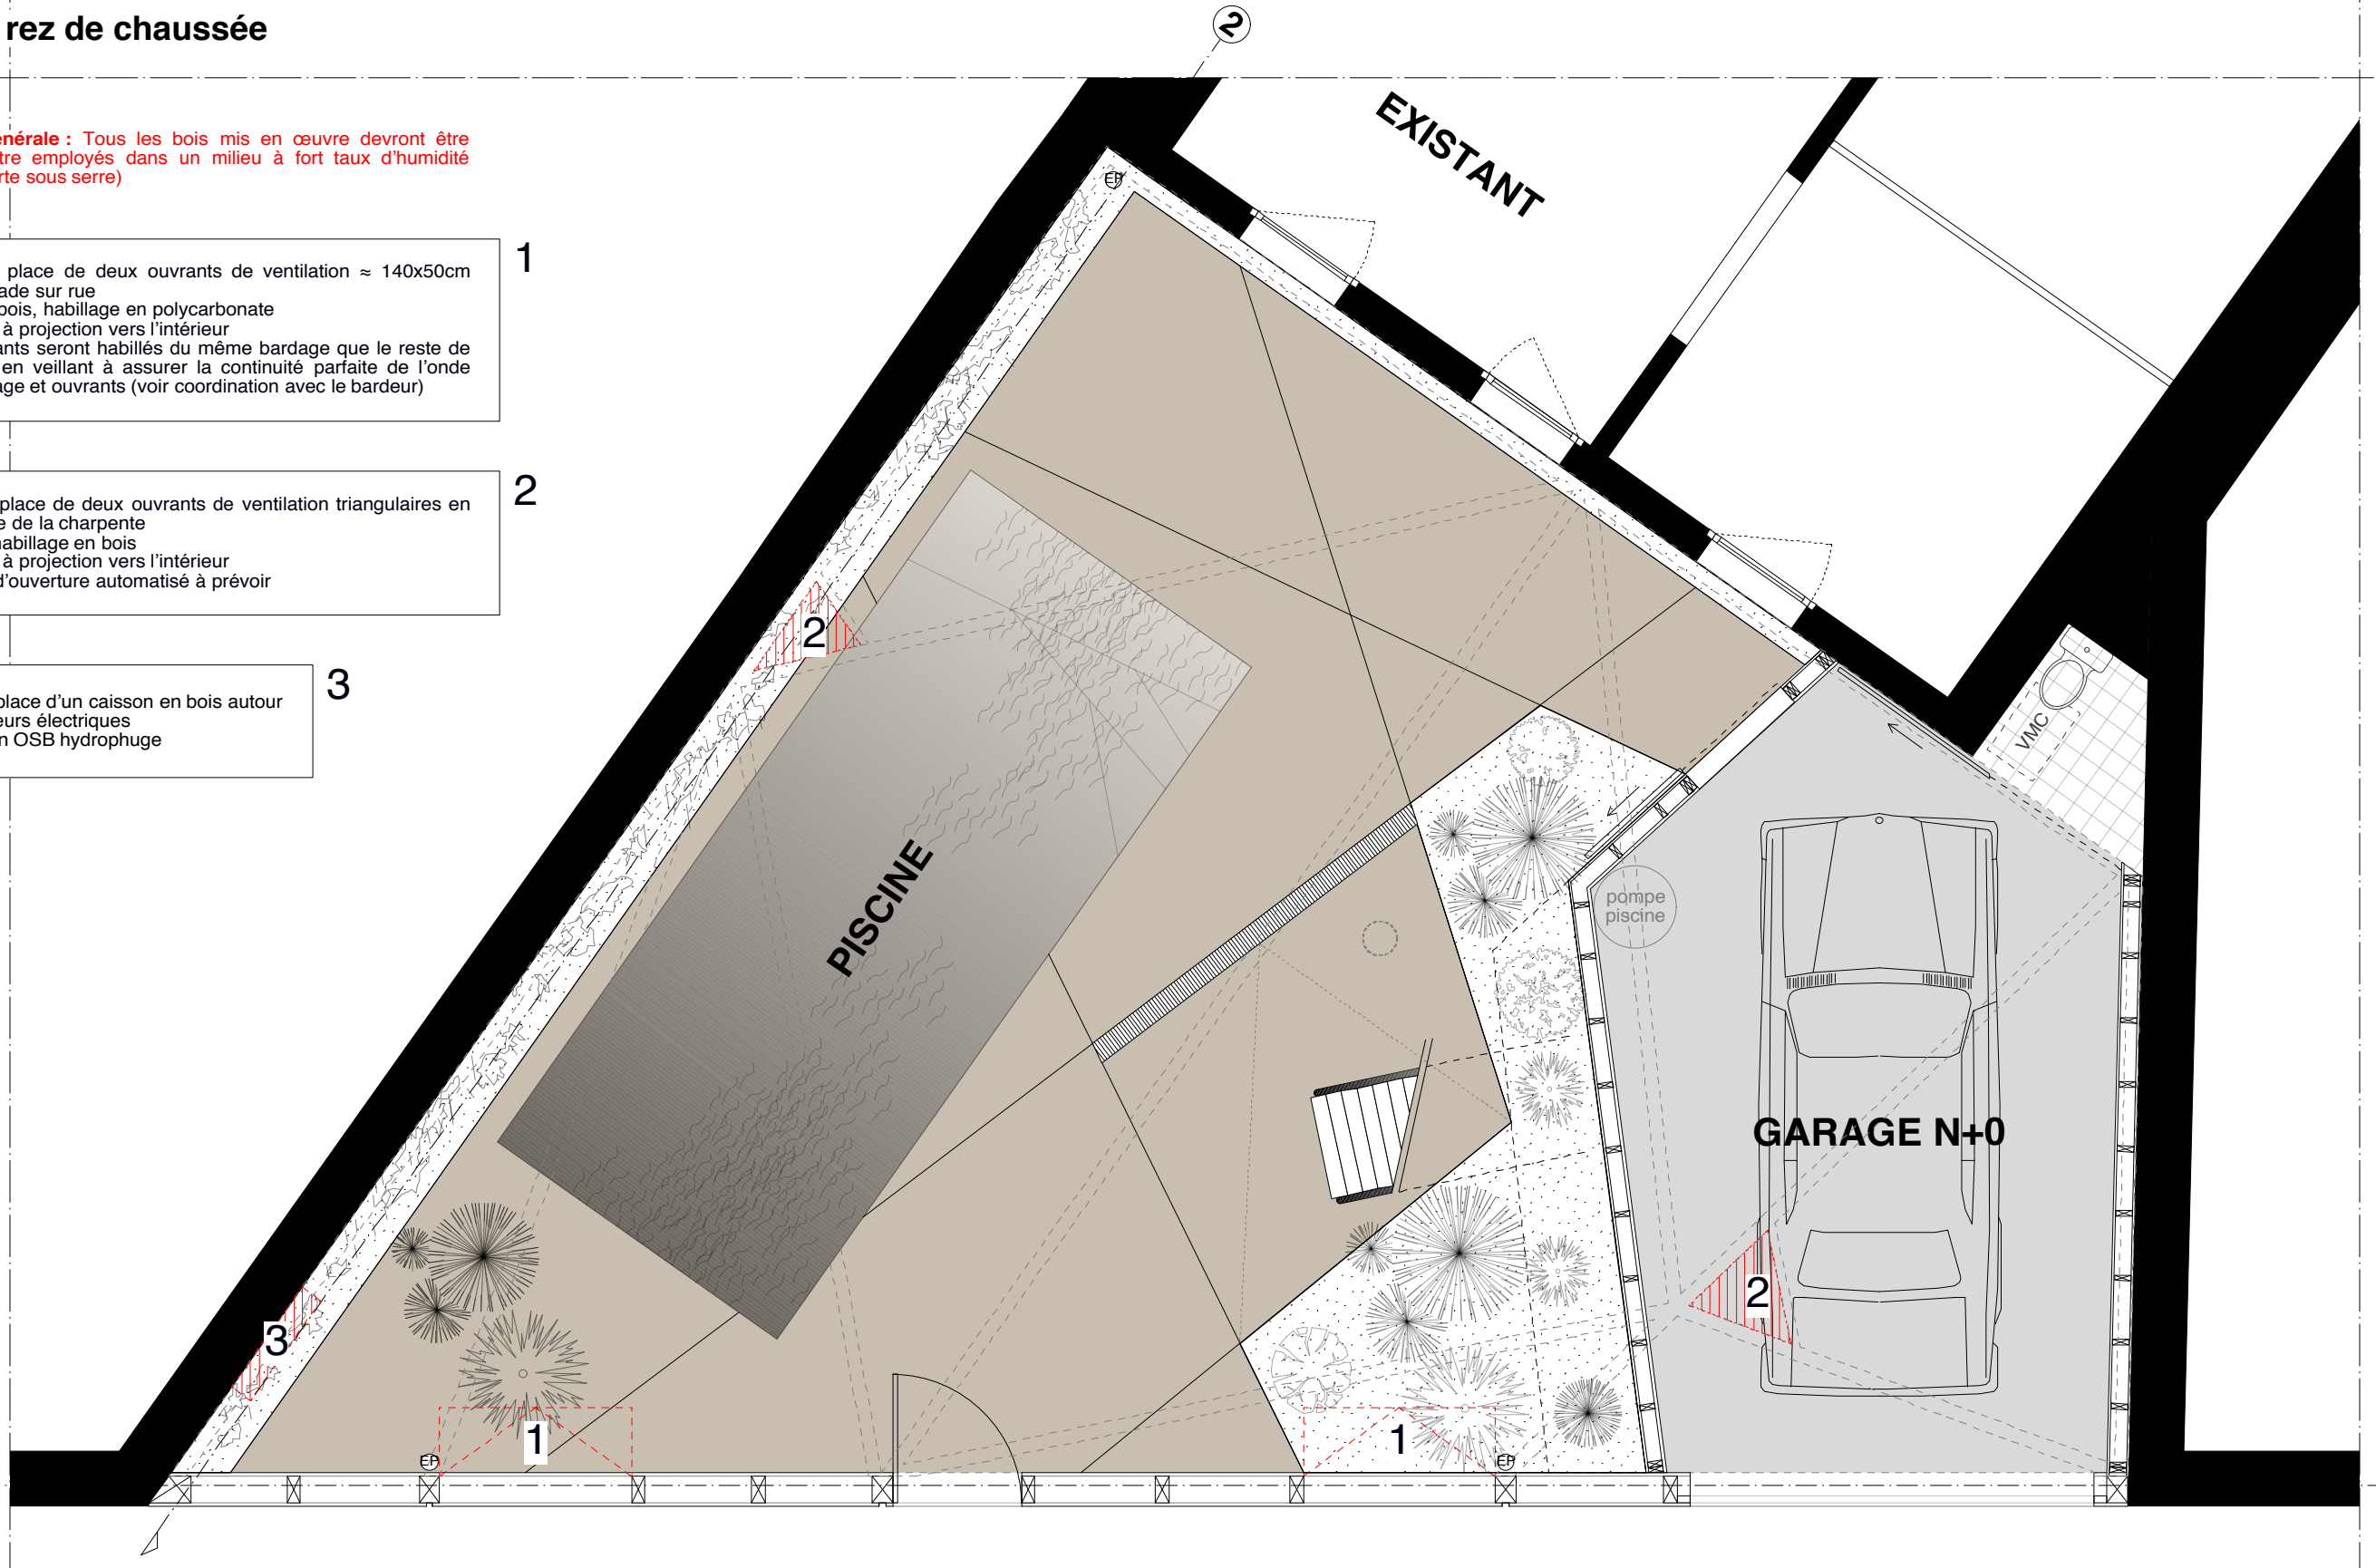 rez de chaussée
2
énérale : Tous les bois mis en œuvre devront être
tre employés dans un milieu à fort taux d'humidité
rte sous serre)
1
place de deux ouvrants de ventilation ≈ 140x50cm
ade sur rue
bois, habillage en polycarbonate
à projection vers l'intérieur
ants seront habillés du même bardage que le reste de
en veillant à assurer la continuité parfaite de l'onde
age et ouvrants (voir coordination avec le bardeur)
2
place de deux ouvrants de ventilation triangulaires en
e de la charpente
habillage en bois
à projection vers l'intérieur
d'ouverture automatisé à prévoir
3
place d'un caisson en bois autour
eurs électriques
n OSB hydrophuge
EXISTANT
EP
2
VMC
PISCINE
pompe
piscine
GARAGE N+0
2
3
1
1
EP
EP